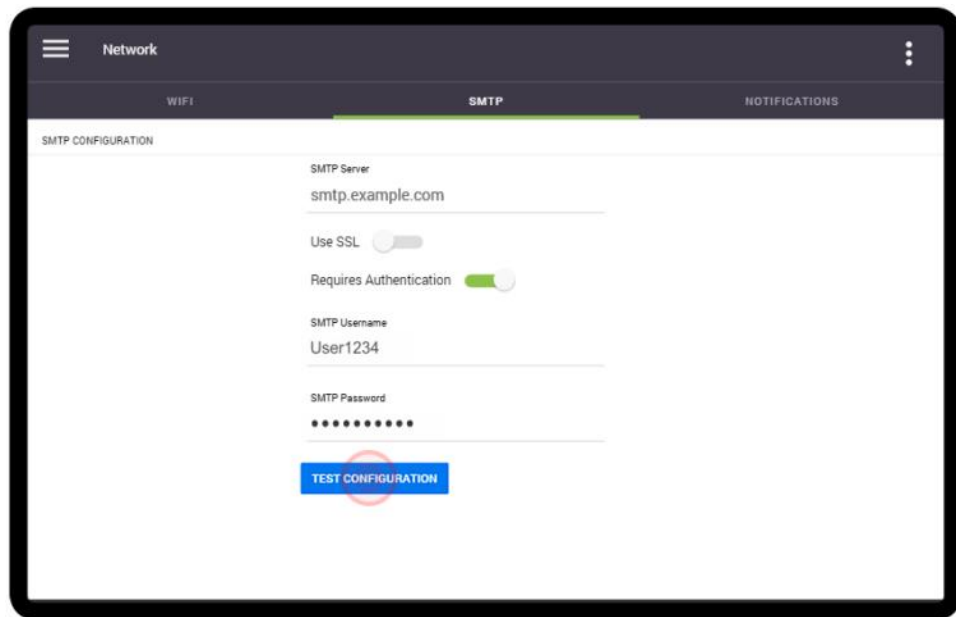 Network
WIFI SMTP NOTIFICATIONS
SMTP CONFIGURATION
SMTP Server
smtp.example.com
Use SSL
Requires Authentication
SMTP Username
User1234
SMTP Password
••••••••••
TEST CONFIGURATION